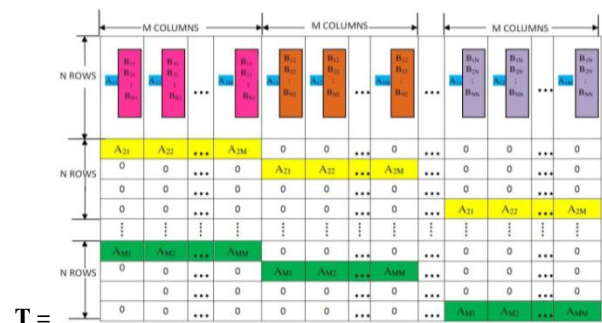 M COLUMNS M COLUMNS M COLUMNS
N ROWS
B11 B11 B11 B12 B12 B12 B1N B1N B1N
B21 B21 B21 B22 B22 B22 B2N B2N B2N
A11 A12 ... A1M A11 A12 A1M ... A11 A12 ... A1M
: : : : : : : : :
BN1 BN1 BN1 BN2 BN2 BN2 BNN BNN BNN
A21 A22 ... A2M 0 0 ... 0 ... 0 0 ... 0
N ROWS
0 0 ... 0 A21 A22 ... A2M ... 0 0 ... 0
0 0 ... 0 0 0 ... 0 ... 0 0 ... 0
0 0 ... 0 0 0 ... 0 ... A21 A22 ... A2M
AM1 AM2 ... AMM 0 0 ... 0 ... 0 0 ... 0
N ROWS
0 0 ... 0 AM1 AM2 ... AMM ... 0 0 ... 0
0 0 ... 0 0 0 ... 0 ... 0 0 ... 0
0 0 ... 0 0 0 ... 0 ... AM1 AM2 ... AMM
T =